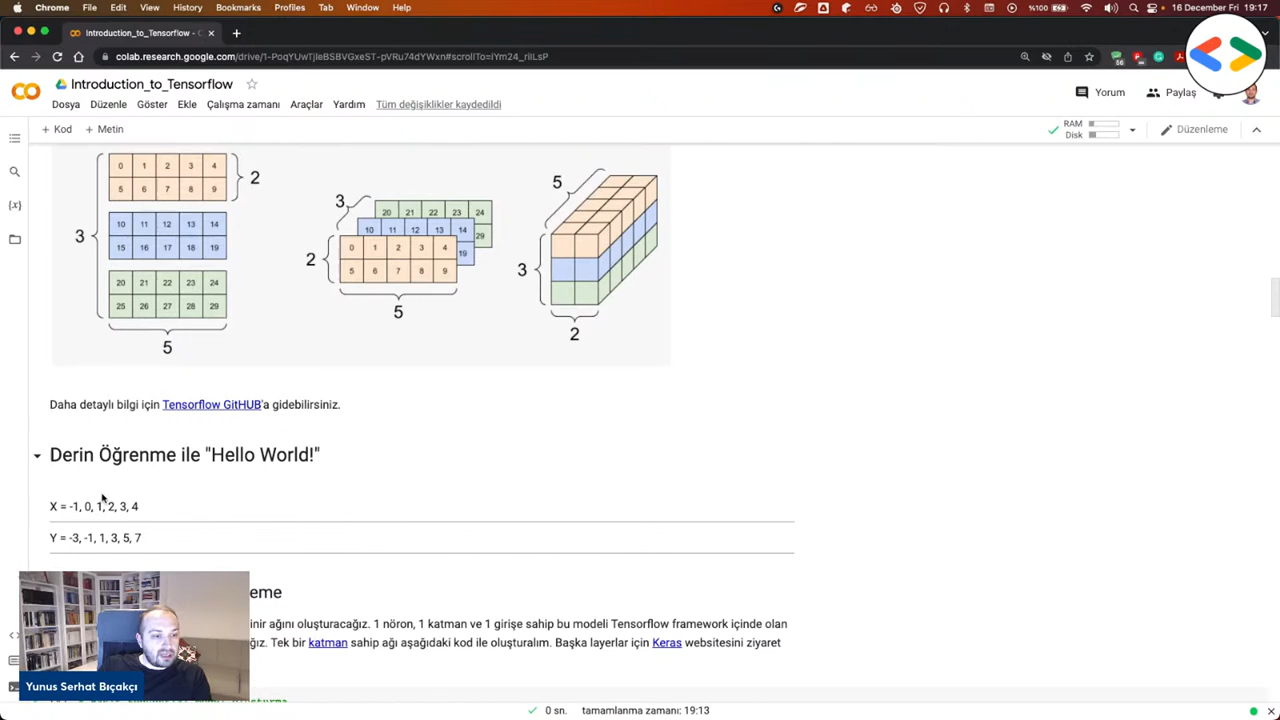 Chrome File Edit View History Bookmarks Profiles Tab Window Help
%100 16 December Fri 19:17
Introduction_to_Tensorflow - C
Introduction_to_Tensorflow
Dosya Düzenle Göster Ekle Çalışma zamanı Araçlar Yardım Tüm değişiklikler kaydedildi
Yorum Paylaş
+ Kod + Metin
RAM
Disk
Düzenleme
0 1 2 3 4
5 6 7 8 9
2
10 11 12 13 14
15 16 17 18 19
3
20 21 22 23 24
25 26 27 28 29
5
3
20 21 22 23 24
10 11 12 13 14
29
0 1 2 3 4
19
5 6 7 8 9
2
5
5
3
2
Daha detaylı bilgi için Tensorflow GitHUB'a gidebilirsiniz.
Derin Öğrenme ile "Hello World!"
X = -1, 0, 1, 2, 3, 4
Y = -3, -1, 1, 3, 5, 7
eme
inir ağını oluşturacağız. 1 nöron, 1 katman ve 1 girişe sahip bu modeli Tensorflow framework içinde olan
ğız. Tek bir katman sahip ağı aşağıdaki kod ile oluşturalım. Başka layerlar için Keras websitesini ziyaret
Yunus Serhat Bıçakçı
0 sn. tamamlanma zamanı: 19:13